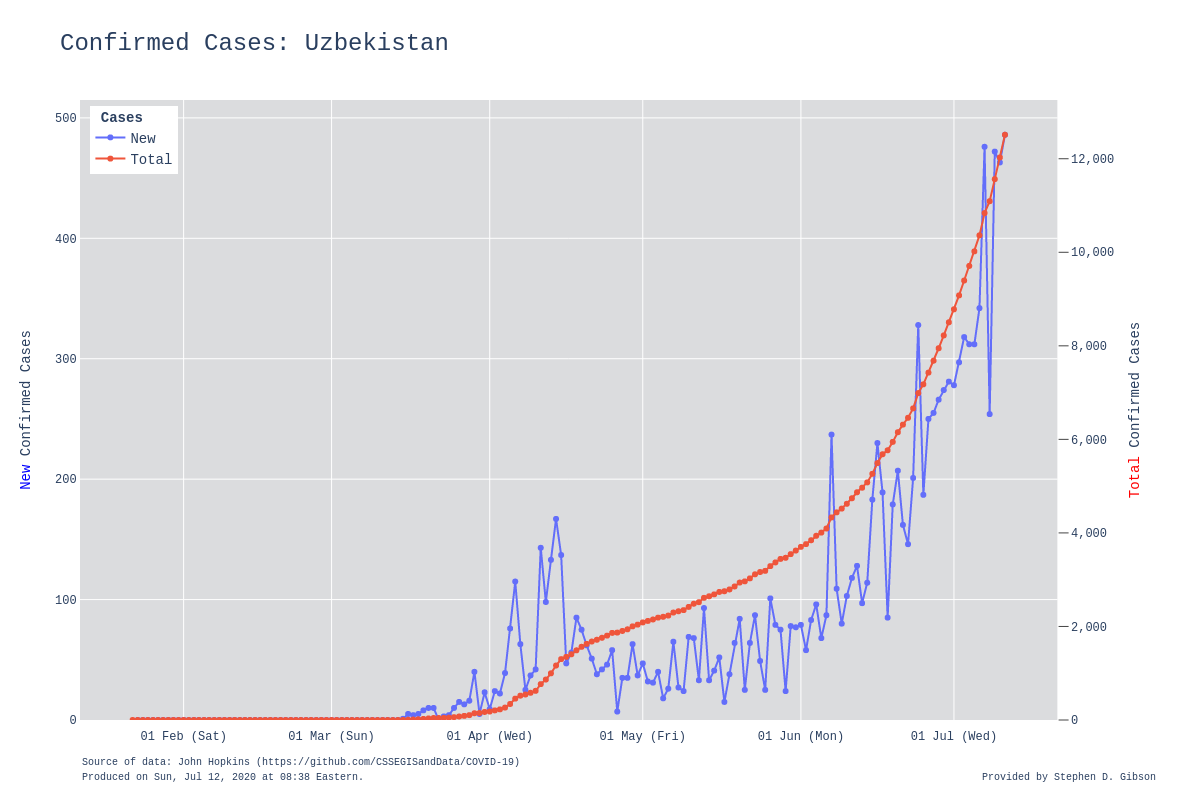 Confirmed Cases: Uzbekistan
Cases
New
Total
500
400
300
200
100
0
12,000
10,000
8,000
6,000
4,000
2,000
0
New Confirmed Cases
Total Confirmed Cases
01 Feb (Sat)
01 Mar (Sun)
01 Apr (Wed)
01 May (Fri)
01 Jun (Mon)
01 Jul (Wed)
Source of data: John Hopkins (https://github.com/CSSEGISandData/COVID-19)
Produced on Sun, Jul 12, 2020 at 08:38 Eastern.
Provided by Stephen D. Gibson